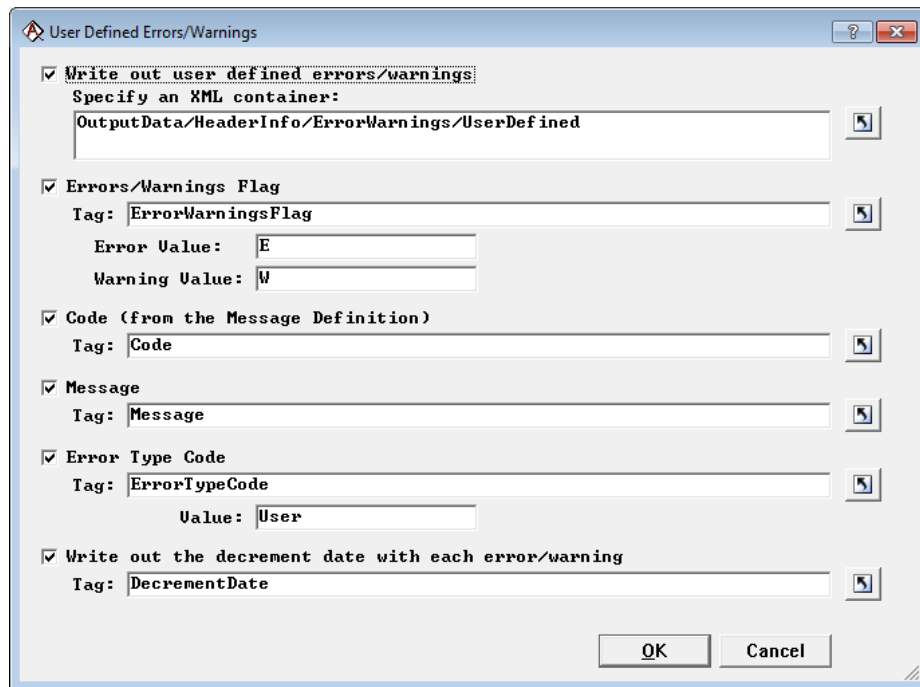 User Defined Errors/Warnings
Write out user defined errors/warnings
Specify an XML container:
OutputData/HeaderInfo/ErrorWarnings/UserDefined
Errors/Warnings Flag
Tag: ErrorWarningsFlag
Error Value: E
Warning Value: W
Code (from the Message Definition)
Tag: Code
Message
Tag: Message
Error Type Code
Tag: ErrorTypeCode
Value: User
Write out the decrement date with each error/warning
Tag: DecrementDate
OK Cancel